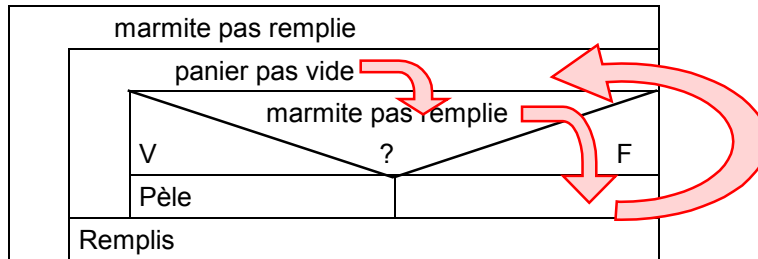 marmite pas remplie
panier pas vide
marmite pas remplie
V ? F
Pèle
Remplis